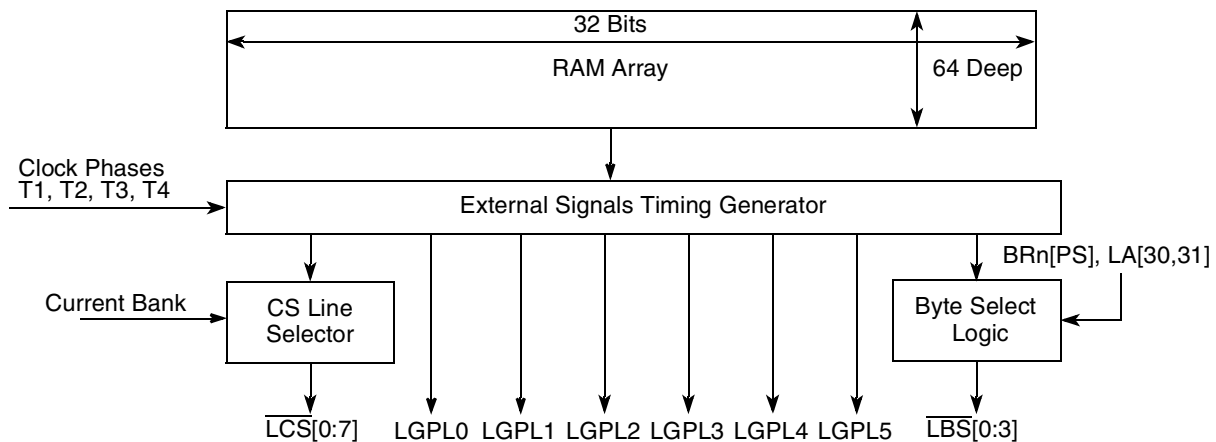 32 Bits
RAM Array
64 Deep
Clock Phases
T1, T2, T3, T4
External Signals Timing Generator
BRn[PS], LA[30,31]
Current Bank
CS Line
Selector
Byte Select
Logic
L̅C̅S̅[0:7]
LGPL0 LGPL1 LGPL2 LGPL3 LGPL4 LGPL5
L̅B̅S̅[0:3]